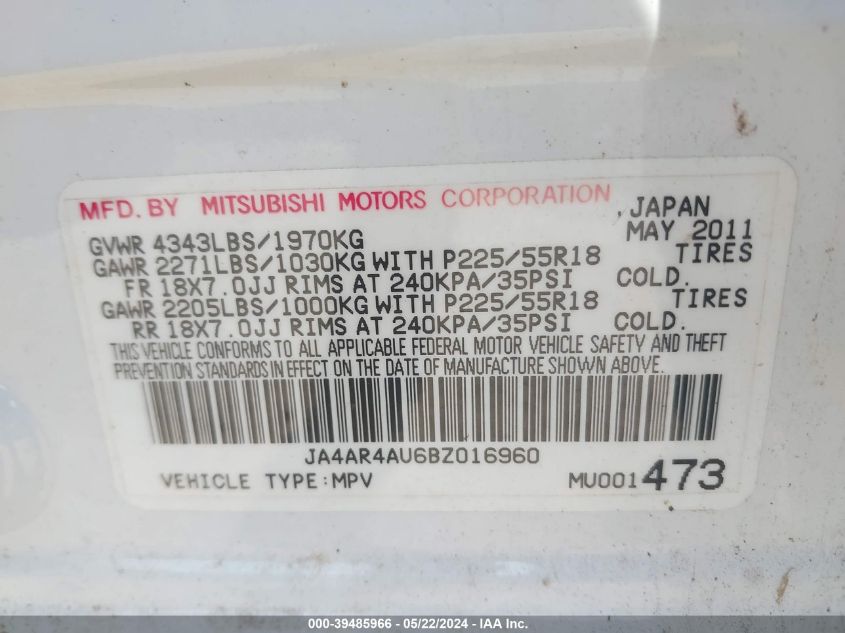 MFD. BY MITSUBISHI MOTORS CORPORATION , JAPAN
GVWR 4343LBS/1970KG MAY 2011
GAWR 2271LBS/1030KG WITH P225/55R18 TIRES
FR 18X7.0JJ RIMS AT 240KPA/35PSI COLD.
GAWR 2205LBS/1000KG WITH P225/55R18 TIRES
RR 18X7.0JJ RIMS AT 240KPA/35PSI COLD.
THIS VEHICLE CONFORMS TO ALL APPLICABLE FEDERAL MOTOR VEHICLE SAFETY AND THEFT
PREVENTION STANDARDS IN EFFECT ON THE DATE OF MANUFACTURE SHOWN ABOVE.
JA4AR4AU6BZ016960
VEHICLE TYPE:MPV MU001473
000-39485966 - 05/22/2024 - IAA Inc.